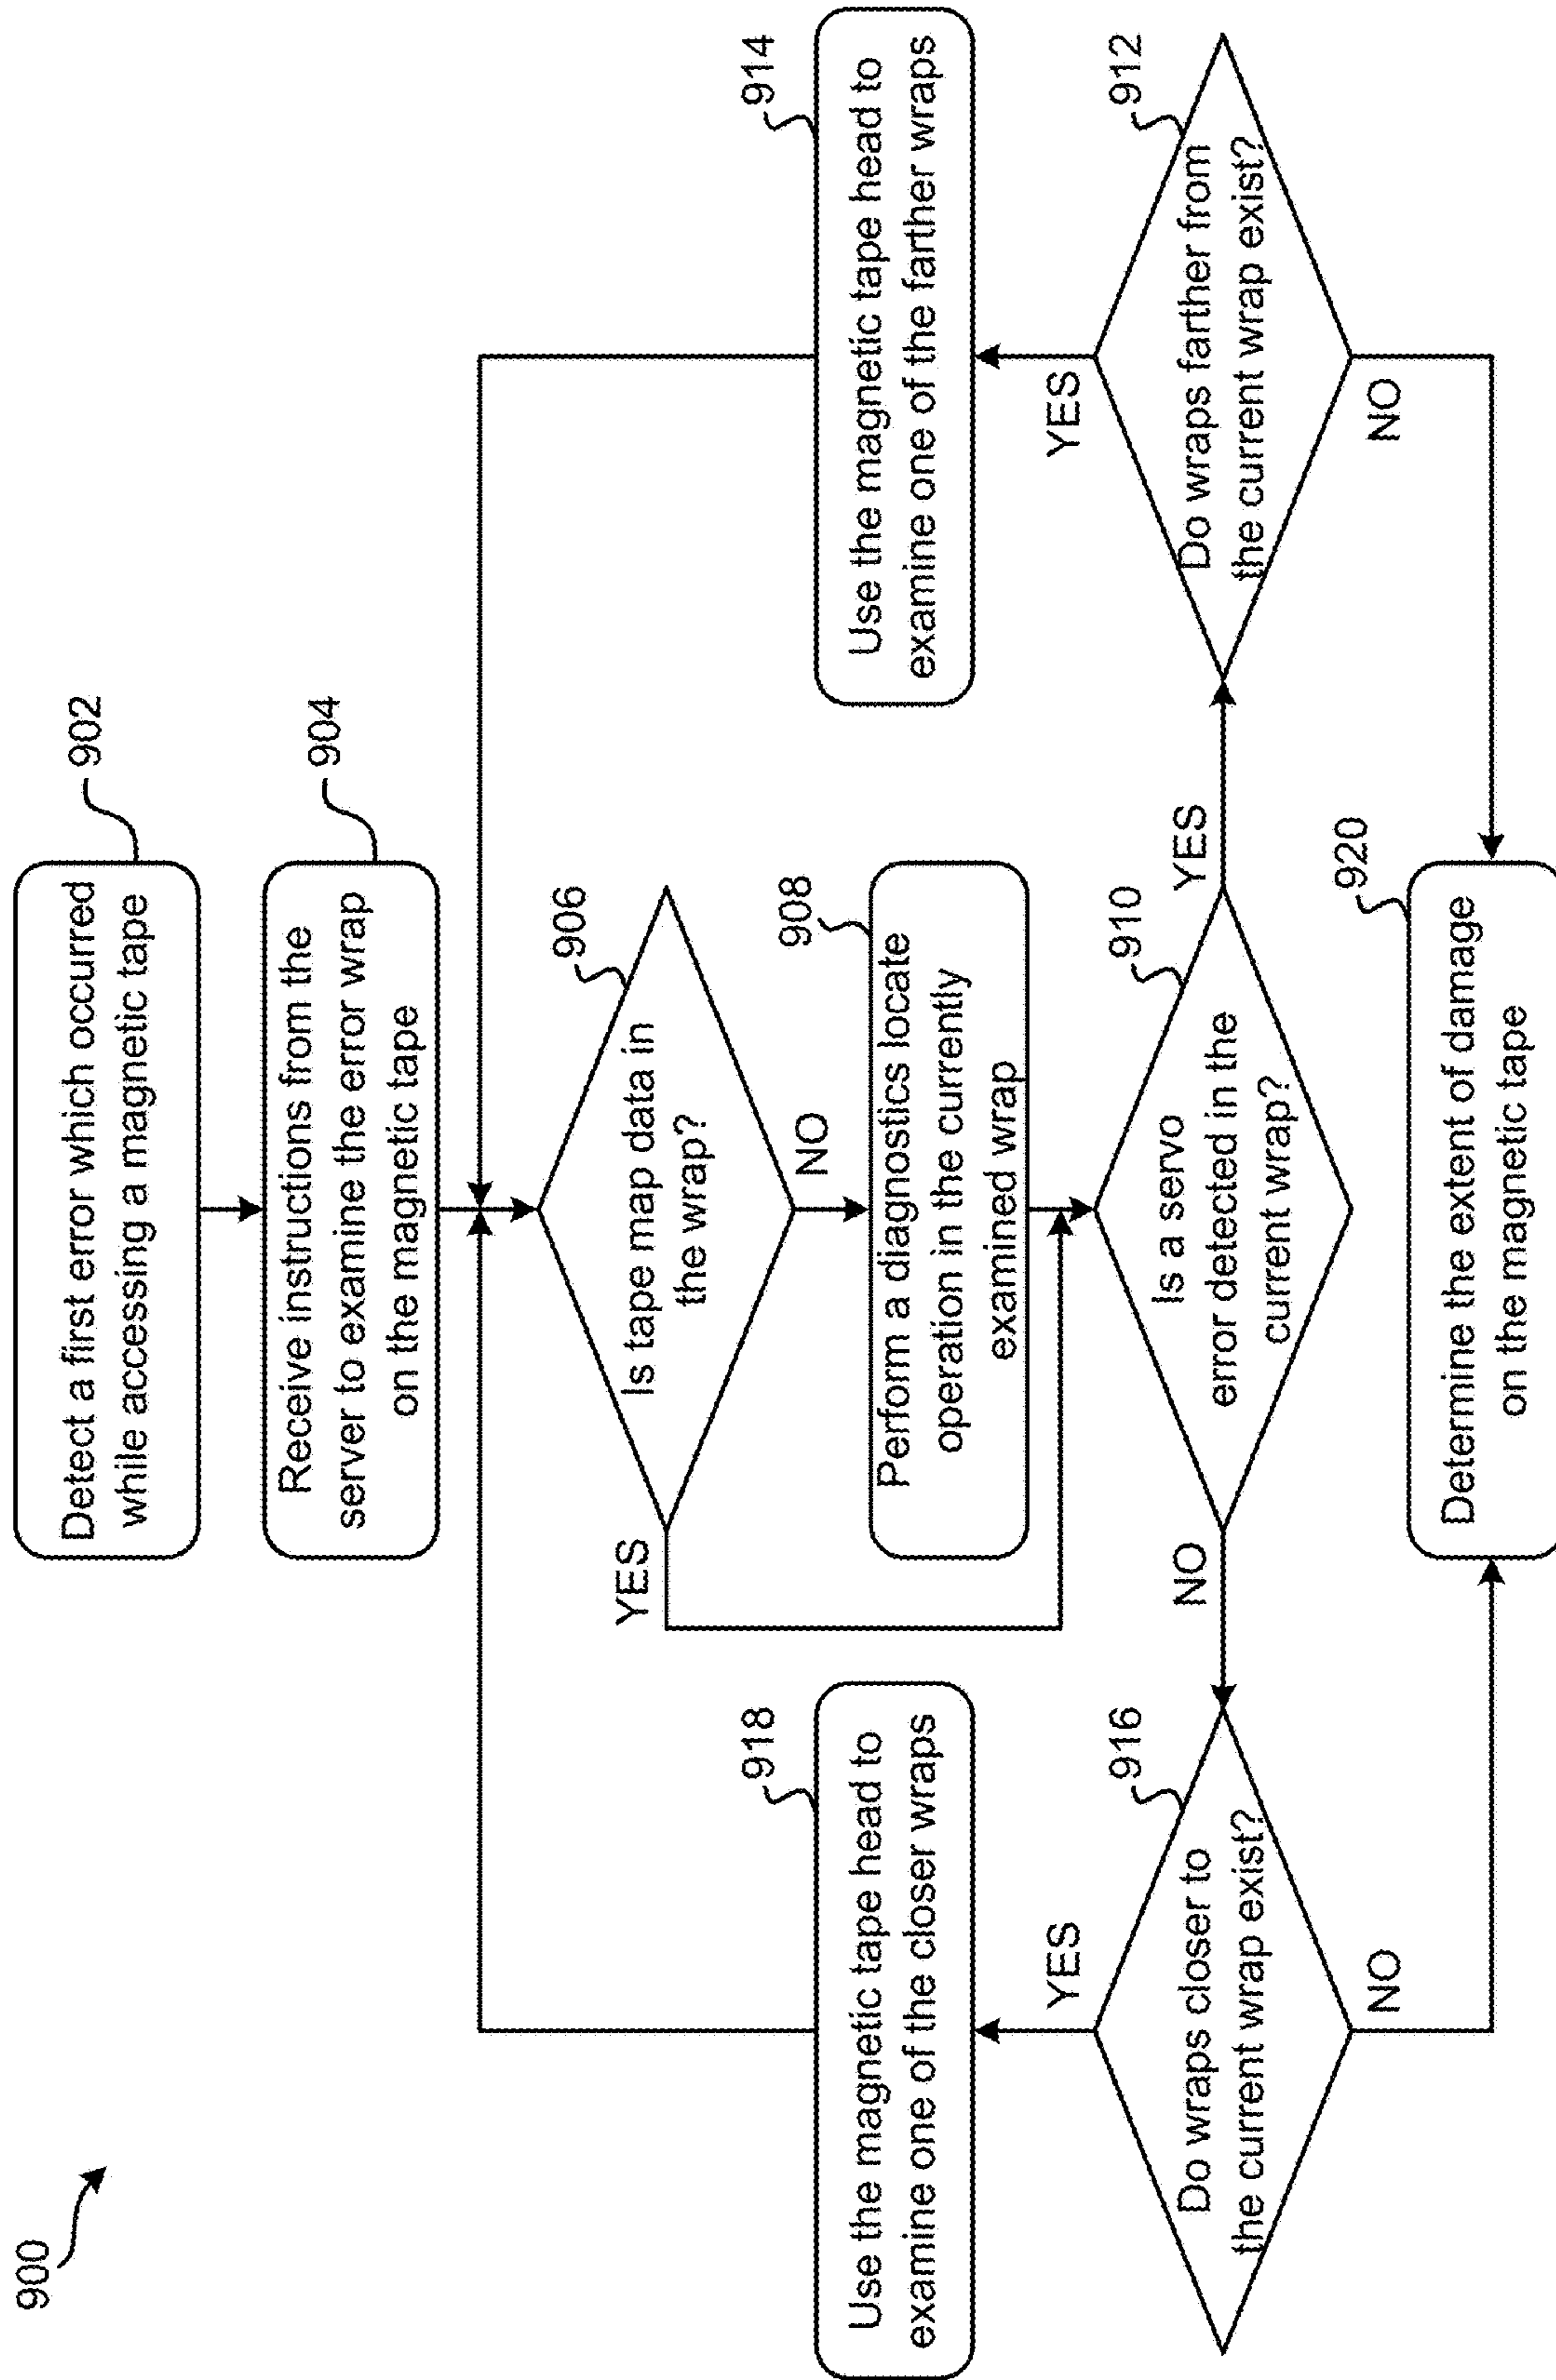 900
Detect a first error which occurred
while accessing a magnetic tape
902
Receive instructions from the
server to examine the error wrap
on the magnetic tape
904
Is tape map data in
the wrap?
906
YES
NO
Perform a diagnostics locate
operation in the currently
examined wrap
908
Is a servo
error detected in the
current wrap?
910
NO
YES
Use the magnetic tape head to
examine one of the closer wraps
918
Do wraps closer to
the current wrap exist?
916
YES
NO
Use the magnetic tape head to
examine one of the farther wraps
914
Do wraps farther from
the current wrap exist?
912
YES
NO
Determine the extent of damage
on the magnetic tape
920